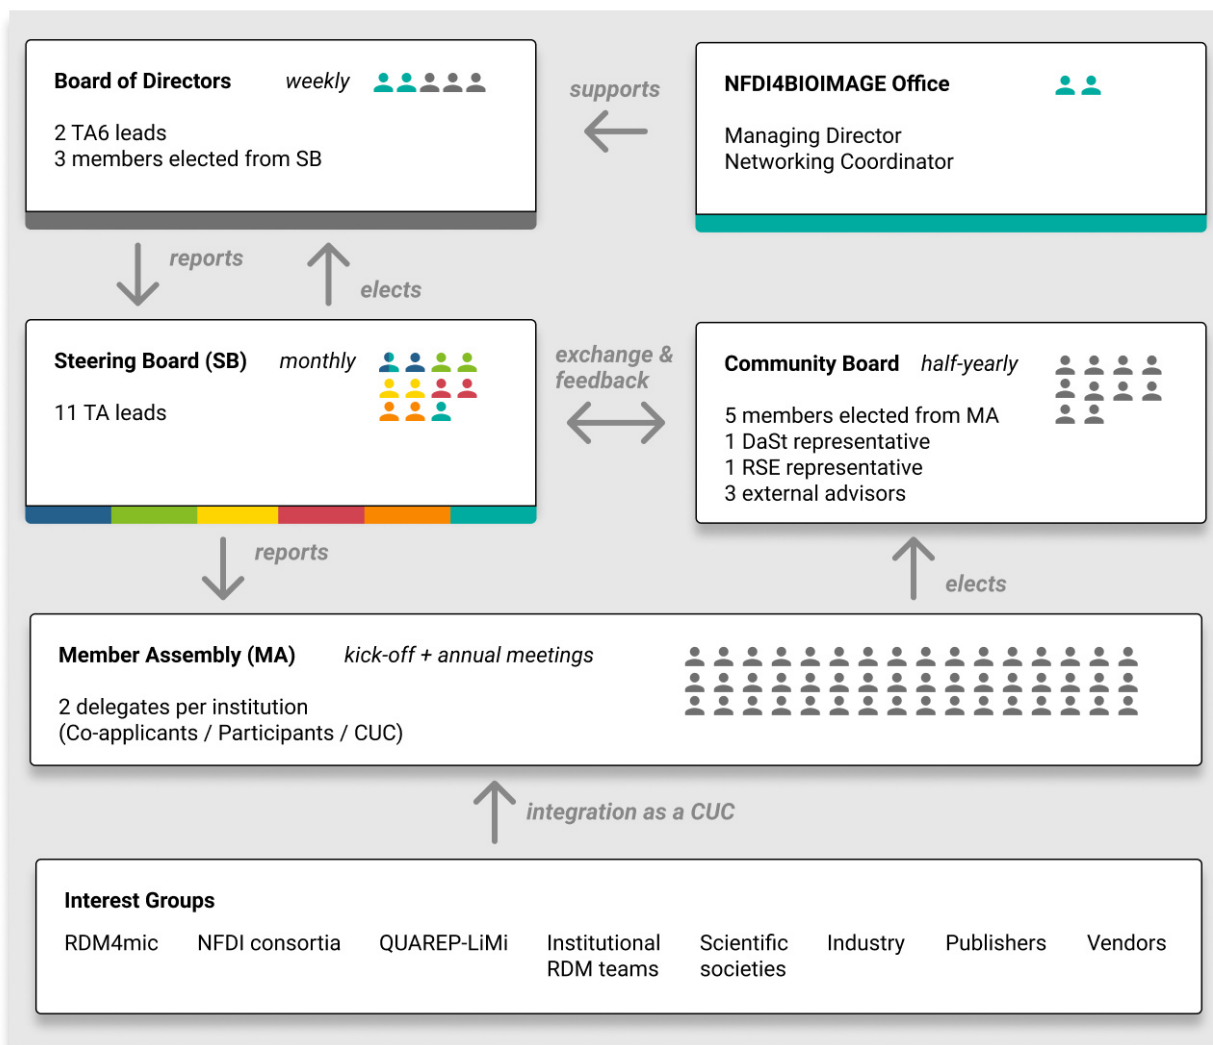 Board of Directors weekly
2 TA6 leads
3 members elected from SB
supports
NFDI4BIOIMAGE Office
Managing Director
Networking Coordinator
reports
elects
Steering Board (SB) monthly
11 TA leads
exchange &
feedback
Community Board half-yearly
5 members elected from MA
1 DaSt representative
1 RSE representative
3 external advisors
reports
elects
Member Assembly (MA) kick-off + annual meetings
2 delegates per institution
(Co-applicants / Participants / CUC)
integration as a CUC
Interest Groups
RDM4mic
NFDI consortia
QUAREP-LiMi
Institutional
RDM teams
Scientific
societies
Industry
Publishers
Vendors